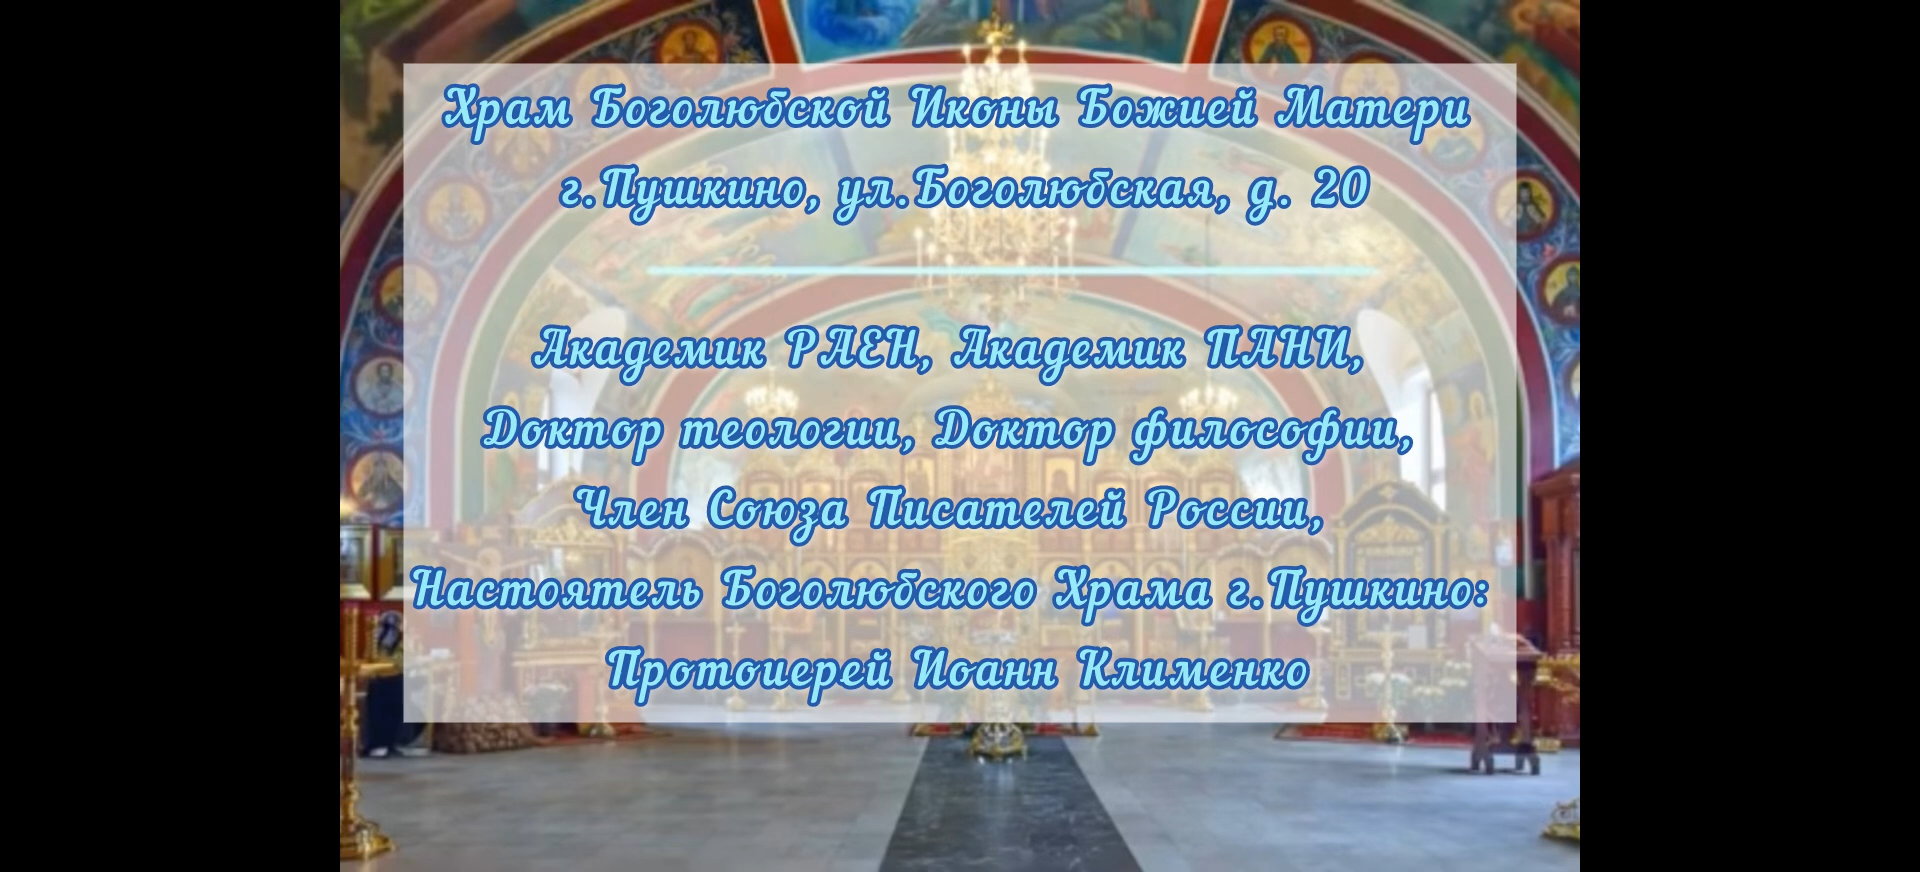 Храм Боголюбской Иконы Божией Матери
г.Пушкино, ул.Боголюбская, д. 20
Академик РАЕН, Академик ПАНИ,
Доктор теологии, Доктор философии,
Член Союза Писателей России,
Настоятель Боголюбского Храма г.Пушкино:
Протоиерей Иоанн Клименко